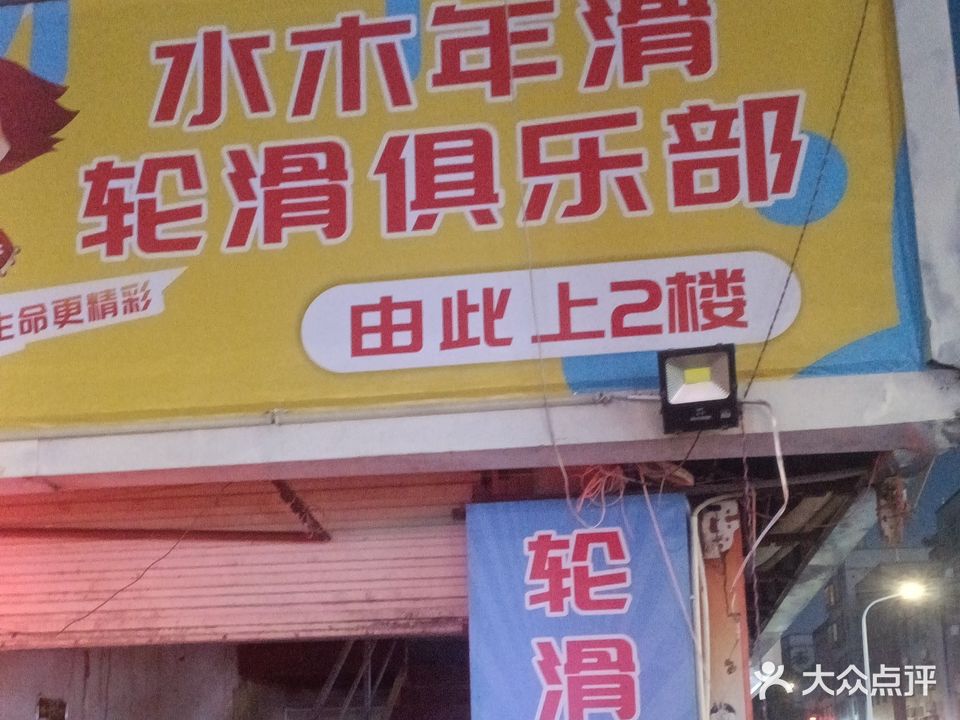 水木年滑
轮滑俱乐部
生命更精彩
由此上2楼
轮滑
大众点评